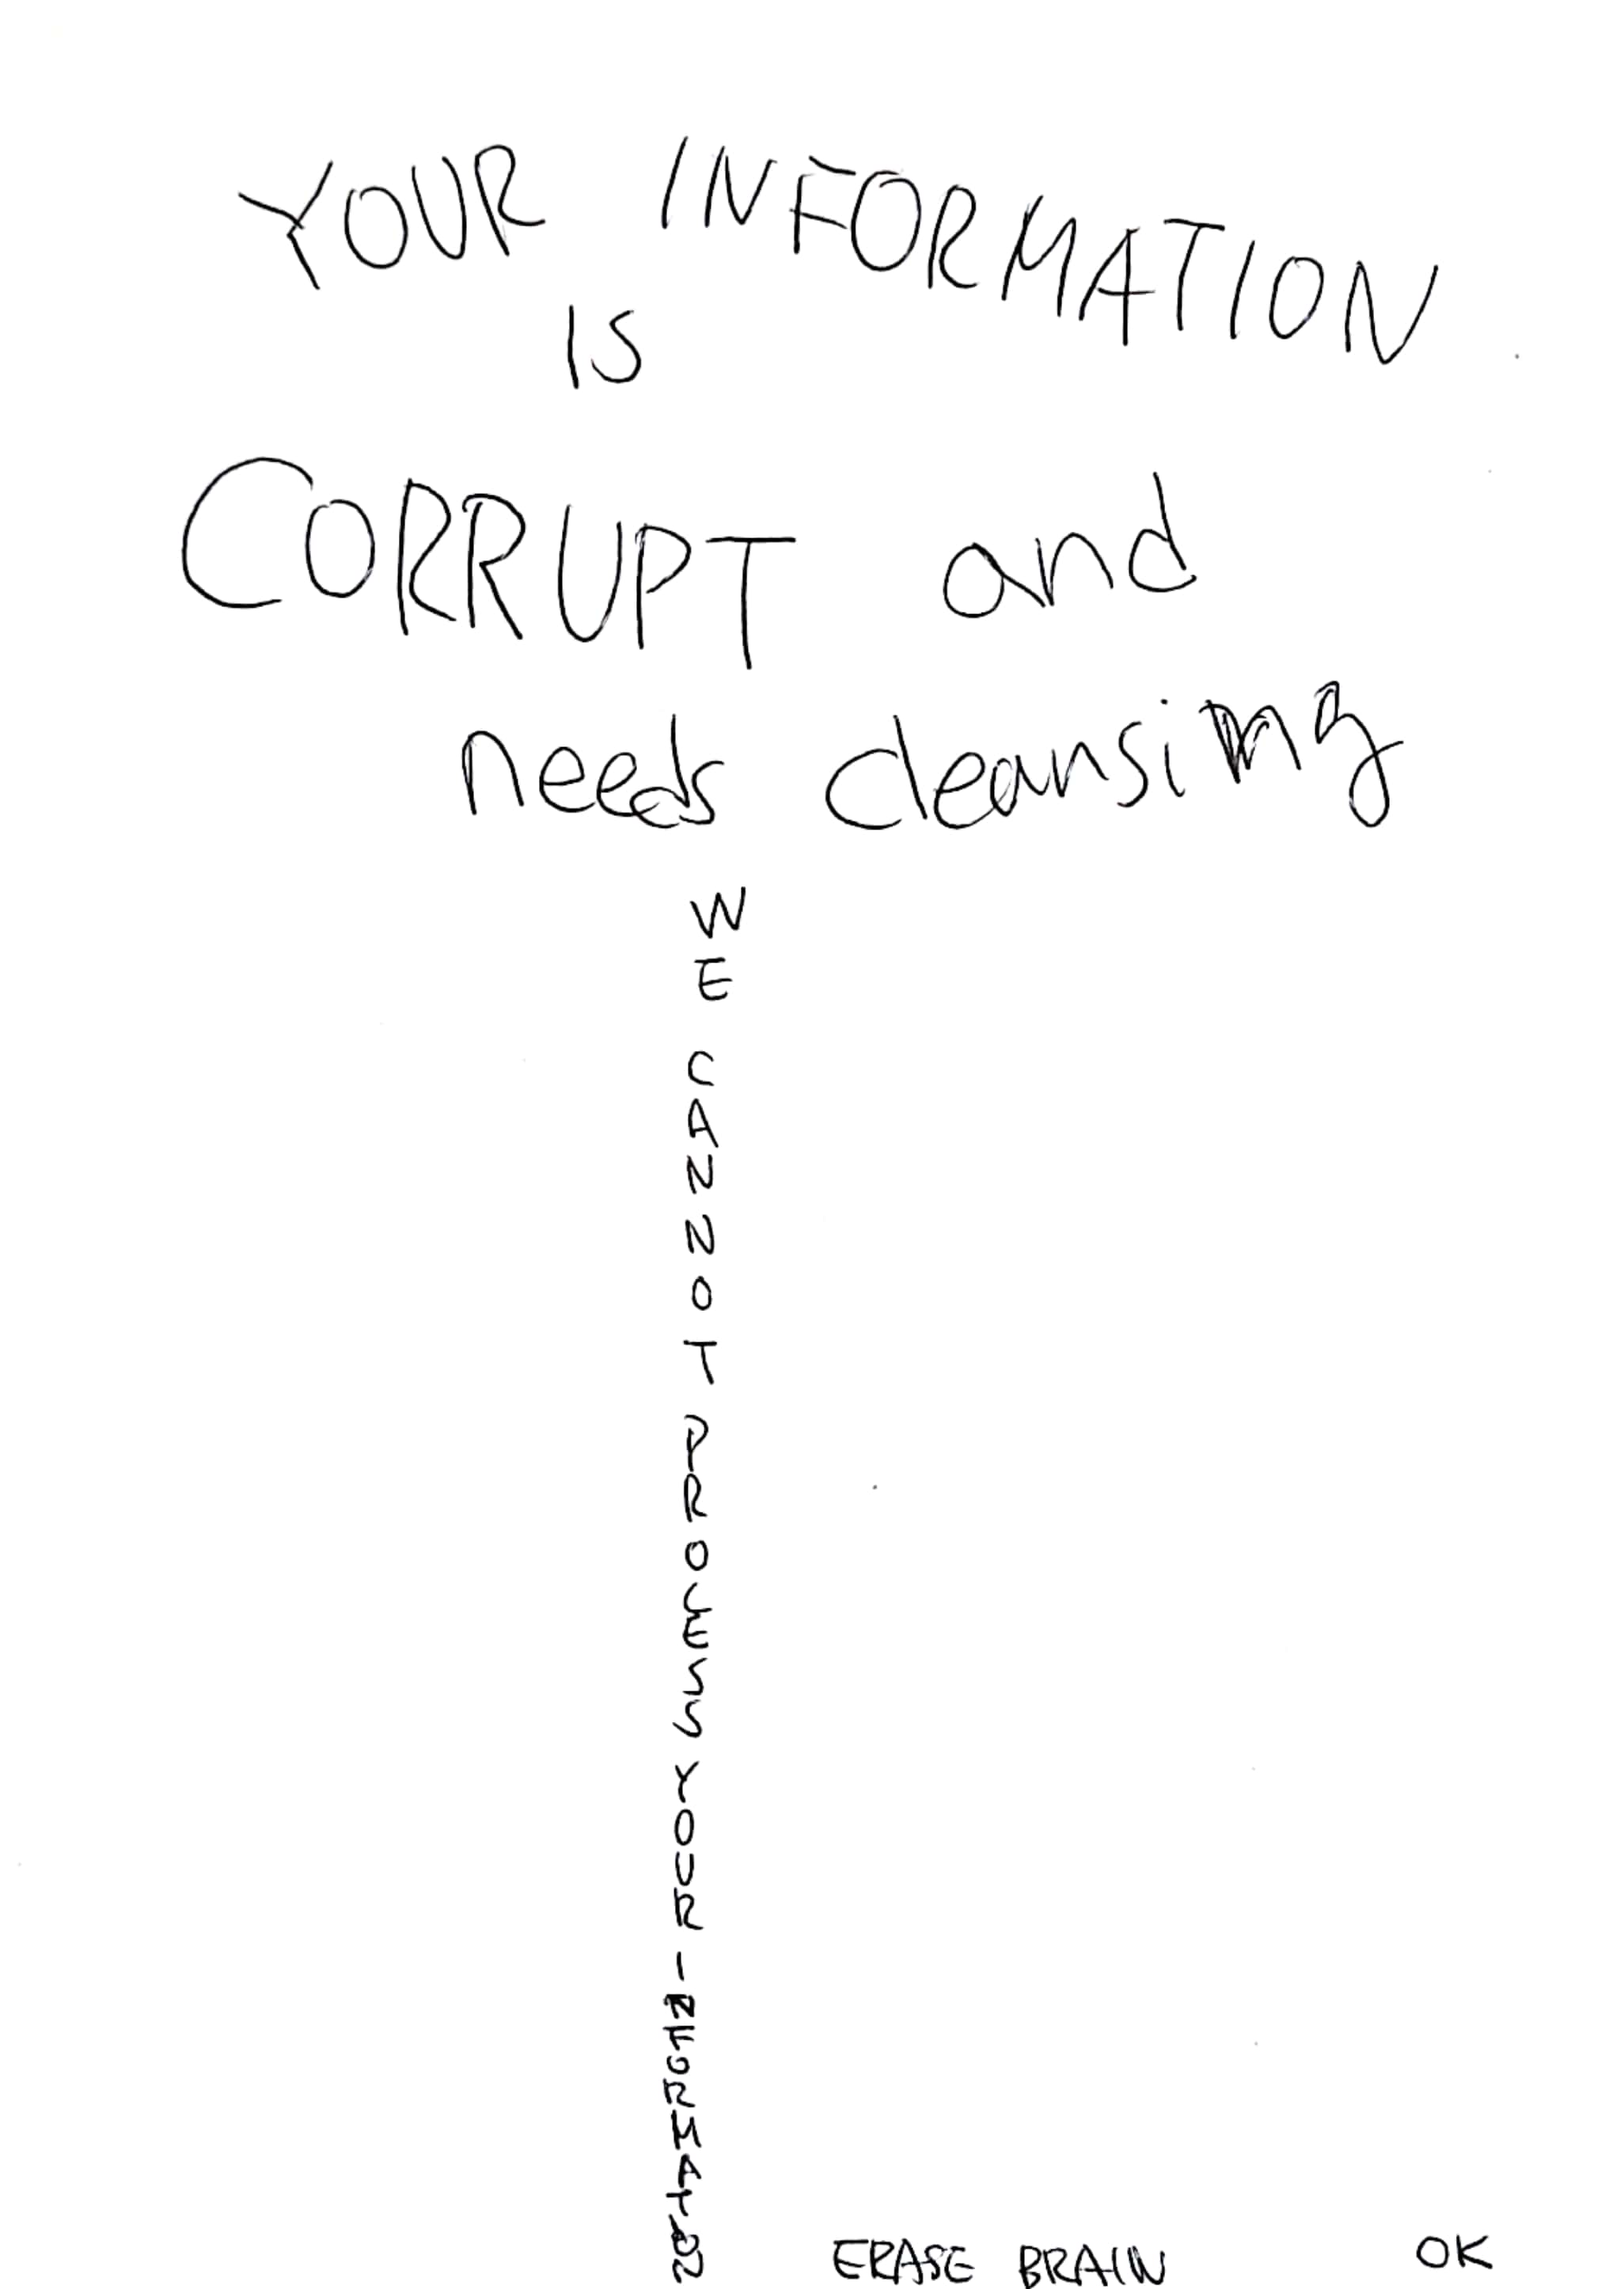 YOUR INFORMATION
IS
CORRUPT and
needs cleansing
WE CANNOT PROCESS YOUR INFORMATION
ERASE BRAIN OK